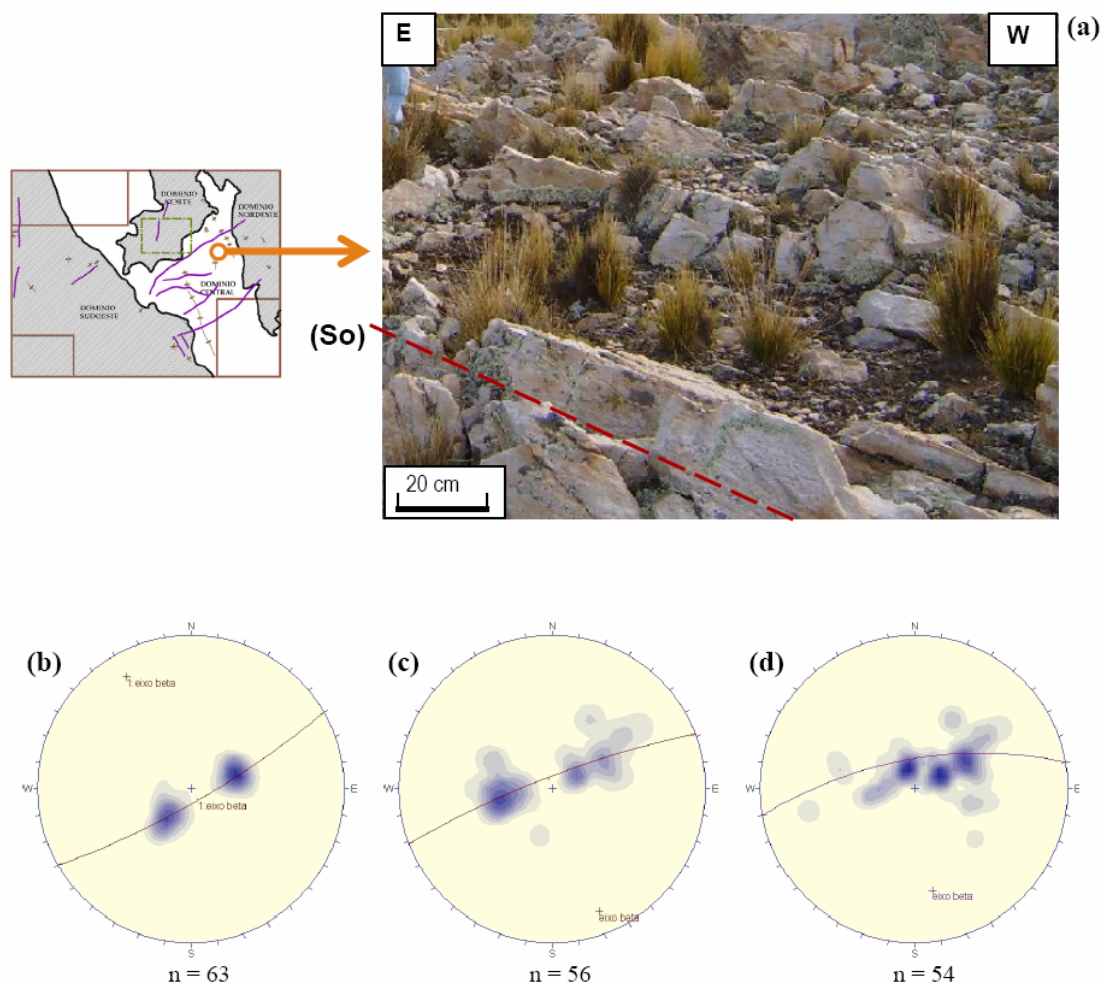 E
W
(a)
DOMINIO
NORTE
DOMINIO
NORDESTE
DOMINIO
CENTRAL
DOMINIO
SUDOESTE
(So)
20 cm
(b)
N
1:eixo beta
W
E
1:eixo beta
S
n = 63
(c)
N
W
E
eixo beta
S
n = 56
(d)
N
W
E
eixo beta
S
n = 54